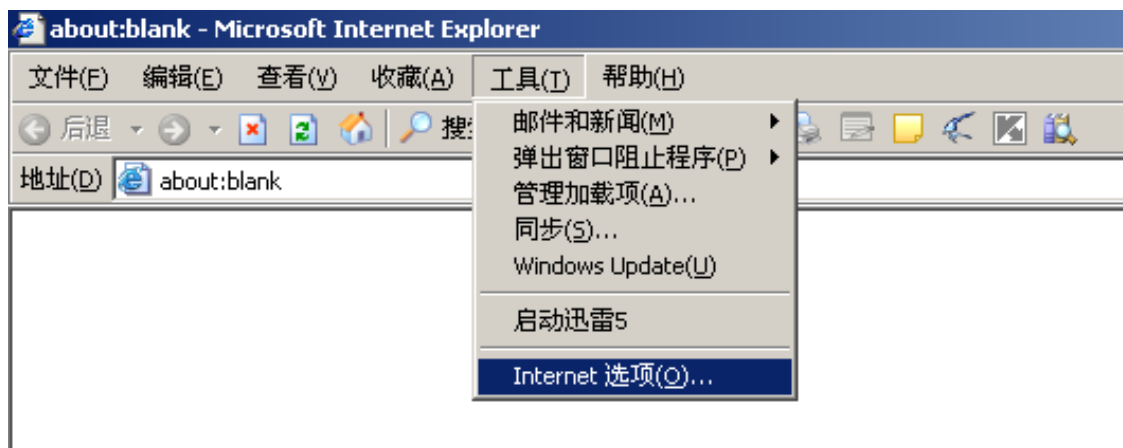 about:blank - Microsoft Internet Explorer
文件(F) 编辑(E) 查看(V) 收藏(A) 工具(T) 帮助(H)
后退
地址(D) about:blank
邮件和新闻(M)
弹出窗口阻止程序(P)
管理加载项(A)...
同步(S)...
Windows Update(U)
启动迅雷5
Internet 选项(O)...